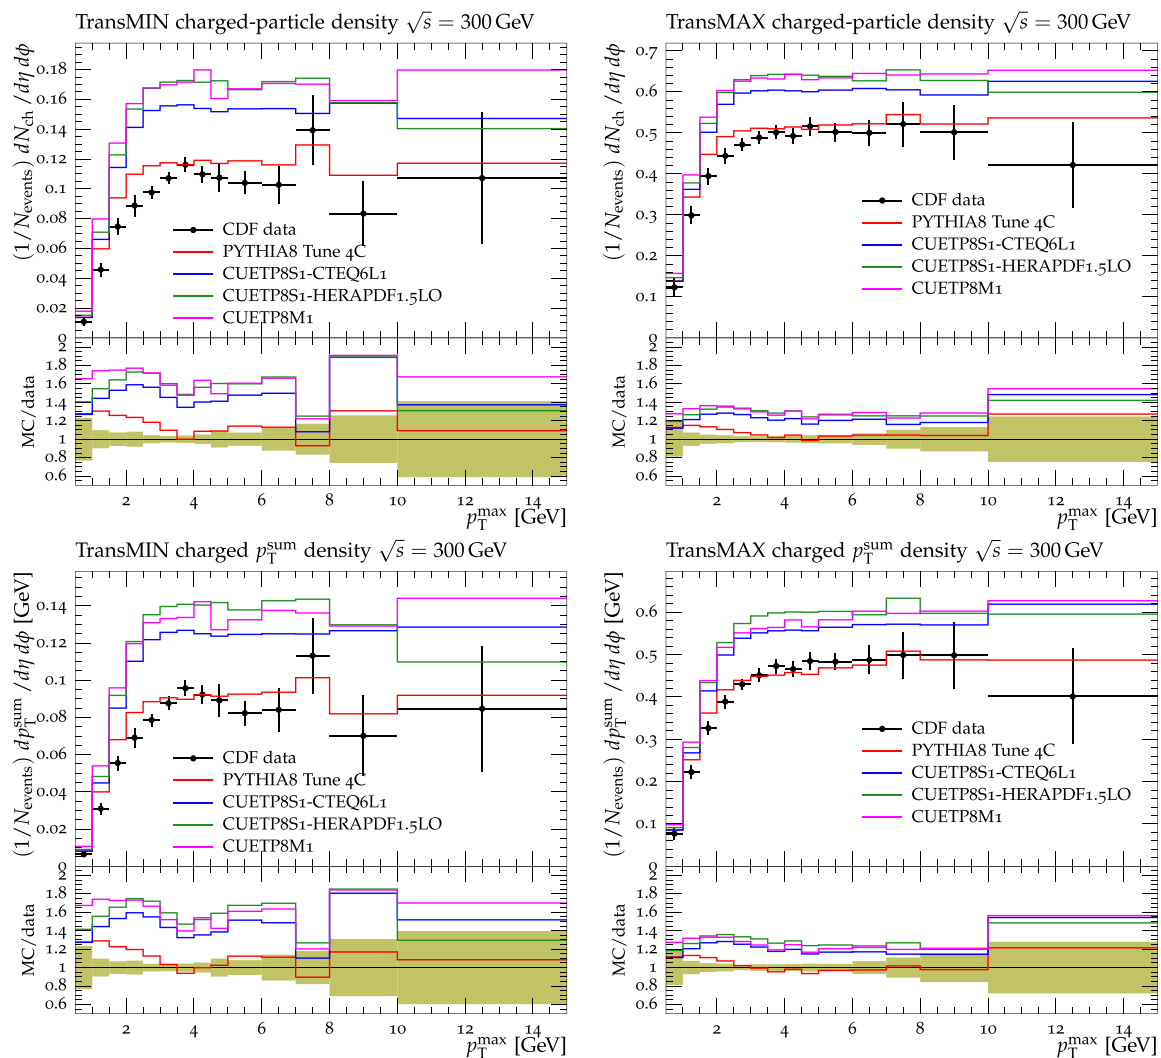 TransMIN charged-particle density √s = 300 GeV
(1/N_events) dN_ch/dη dϕ
0.18
0.16
0.14
0.12
0.1
0.08
0.06
0.04
0.02
0
CDF data
PYTHIA8 Tune 4C
CUETP8S1-CTEQ6L1
CUETP8S1-HERAPDF1.5LO
CUETP8M1
MC/data
2
1.8
1.6
1.4
1.2
1
0.8
0.6
2 4 6 8 10 12 14
p_T^max [GeV]
TransMAX charged-particle density √s = 300 GeV
(1/N_events) dN_ch/dη dϕ
0.7
0.6
0.5
0.4
0.3
0.2
0.1
0
CDF data
PYTHIA8 Tune 4C
CUETP8S1-CTEQ6L1
CUETP8S1-HERAPDF1.5LO
CUETP8M1
MC/data
2
1.8
1.6
1.4
1.2
1
0.8
0.6
2 4 6 8 10 12 14
p_T^max [GeV]
TransMIN charged p_T^sum density √s = 300 GeV
(1/N_events) dp_T^sum/dη dϕ [GeV]
0.14
0.12
0.1
0.08
0.06
0.04
0.02
0
CDF data
PYTHIA8 Tune 4C
CUETP8S1-CTEQ6L1
CUETP8S1-HERAPDF1.5LO
CUETP8M1
MC/data
2
1.8
1.6
1.4
1.2
1
0.8
0.6
2 4 6 8 10 12 14
p_T^max [GeV]
TransMAX charged p_T^sum density √s = 300 GeV
(1/N_events) dp_T^sum/dη dϕ [GeV]
0.6
0.5
0.4
0.3
0.2
0.1
0
CDF data
PYTHIA8 Tune 4C
CUETP8S1-CTEQ6L1
CUETP8S1-HERAPDF1.5LO
CUETP8M1
MC/data
2
1.8
1.6
1.4
1.2
1
0.8
0.6
2 4 6 8 10 12 14
p_T^max [GeV]